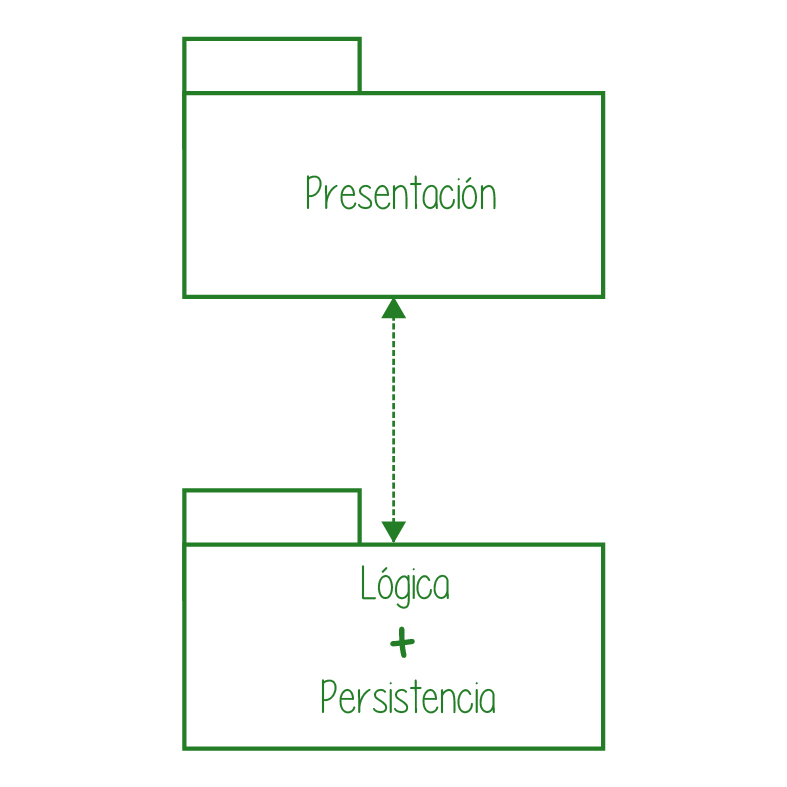 Presentación
Lógica
+
Persistencia